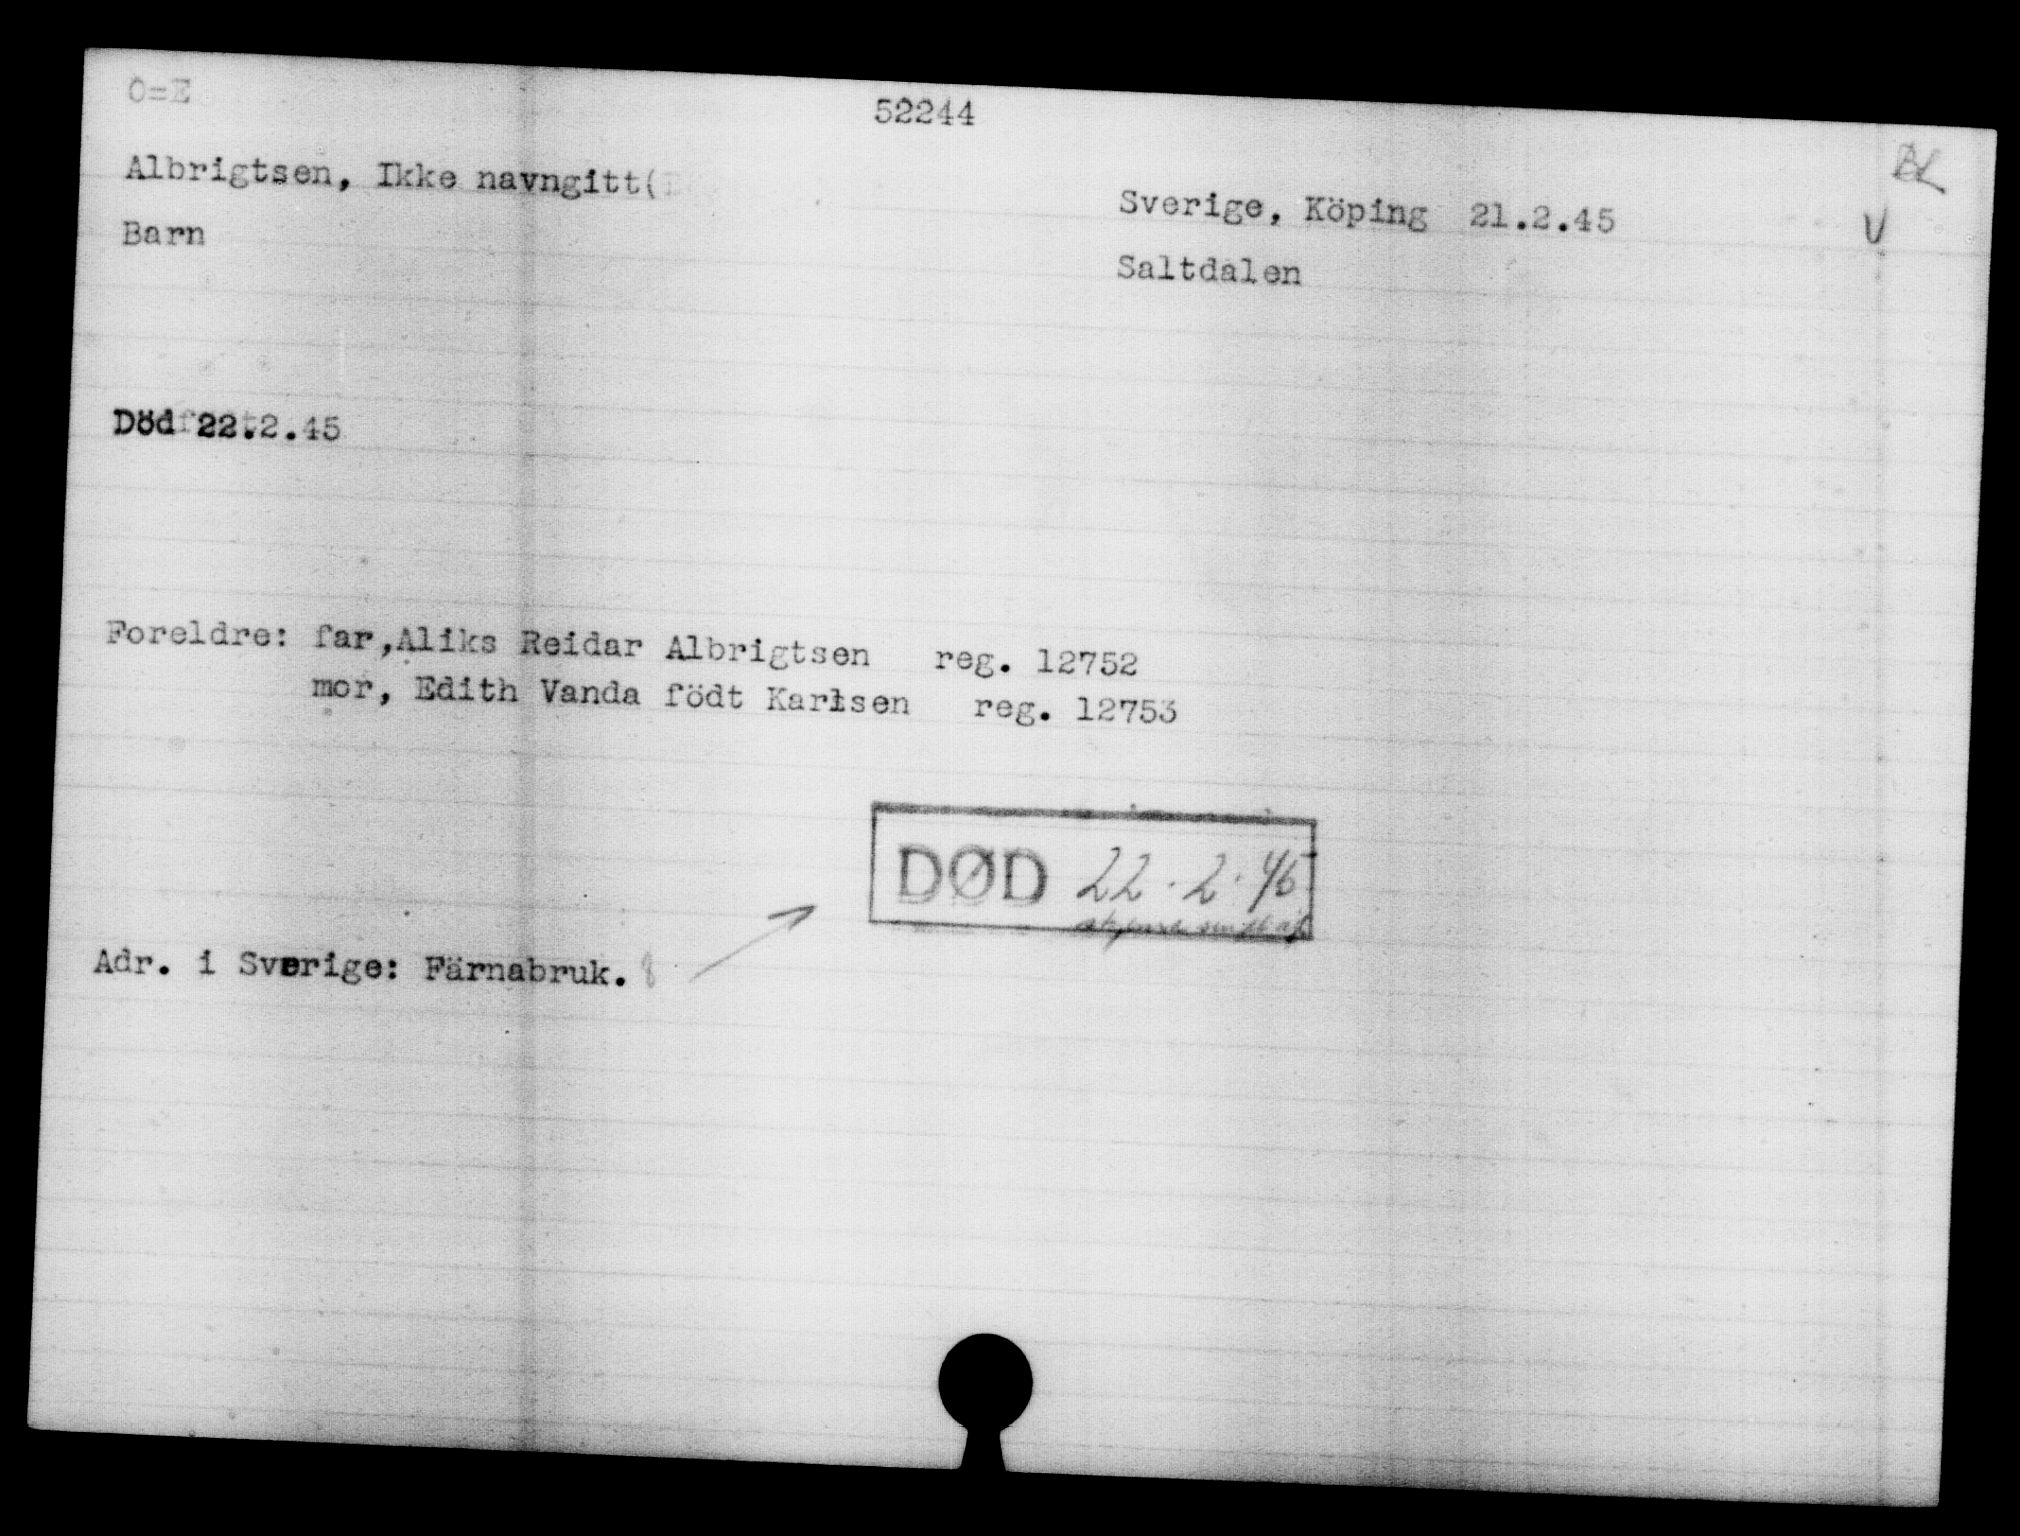 O=E
52244
Albrigtsen, Ikke navngitt(
Sverige, Köping 21.2.45
Barn
Saltdalen
Död 22.2.45
Foreldre: far,Aliks Reidar Albrigtsen reg. 12752
mor, Edith Vanda födt Karlsen reg. 12753
DØD 22.2.45
Adr. i Sverige: Färnabruk.